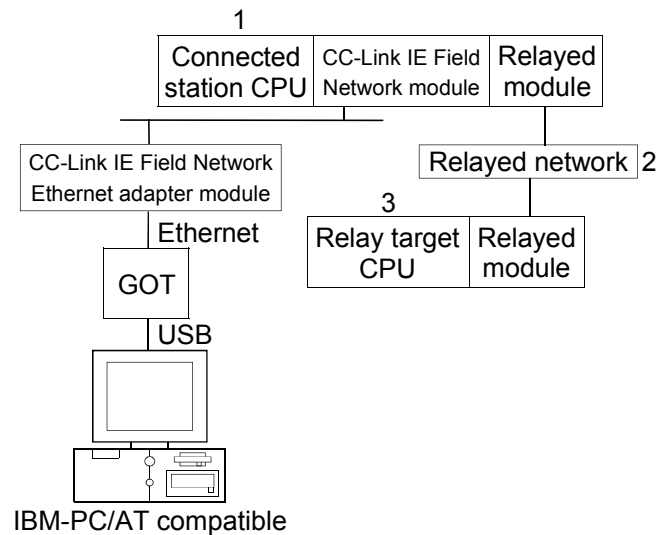 1
Connected
station CPU
CC-Link IE Field
Network module
Relayed
module
CC-Link IE Field Network
Ethernet adapter module
Relayed network 2
3
Relay target
CPU
Relayed
module
Ethernet
GOT
USB
IBM-PC/AT compatible